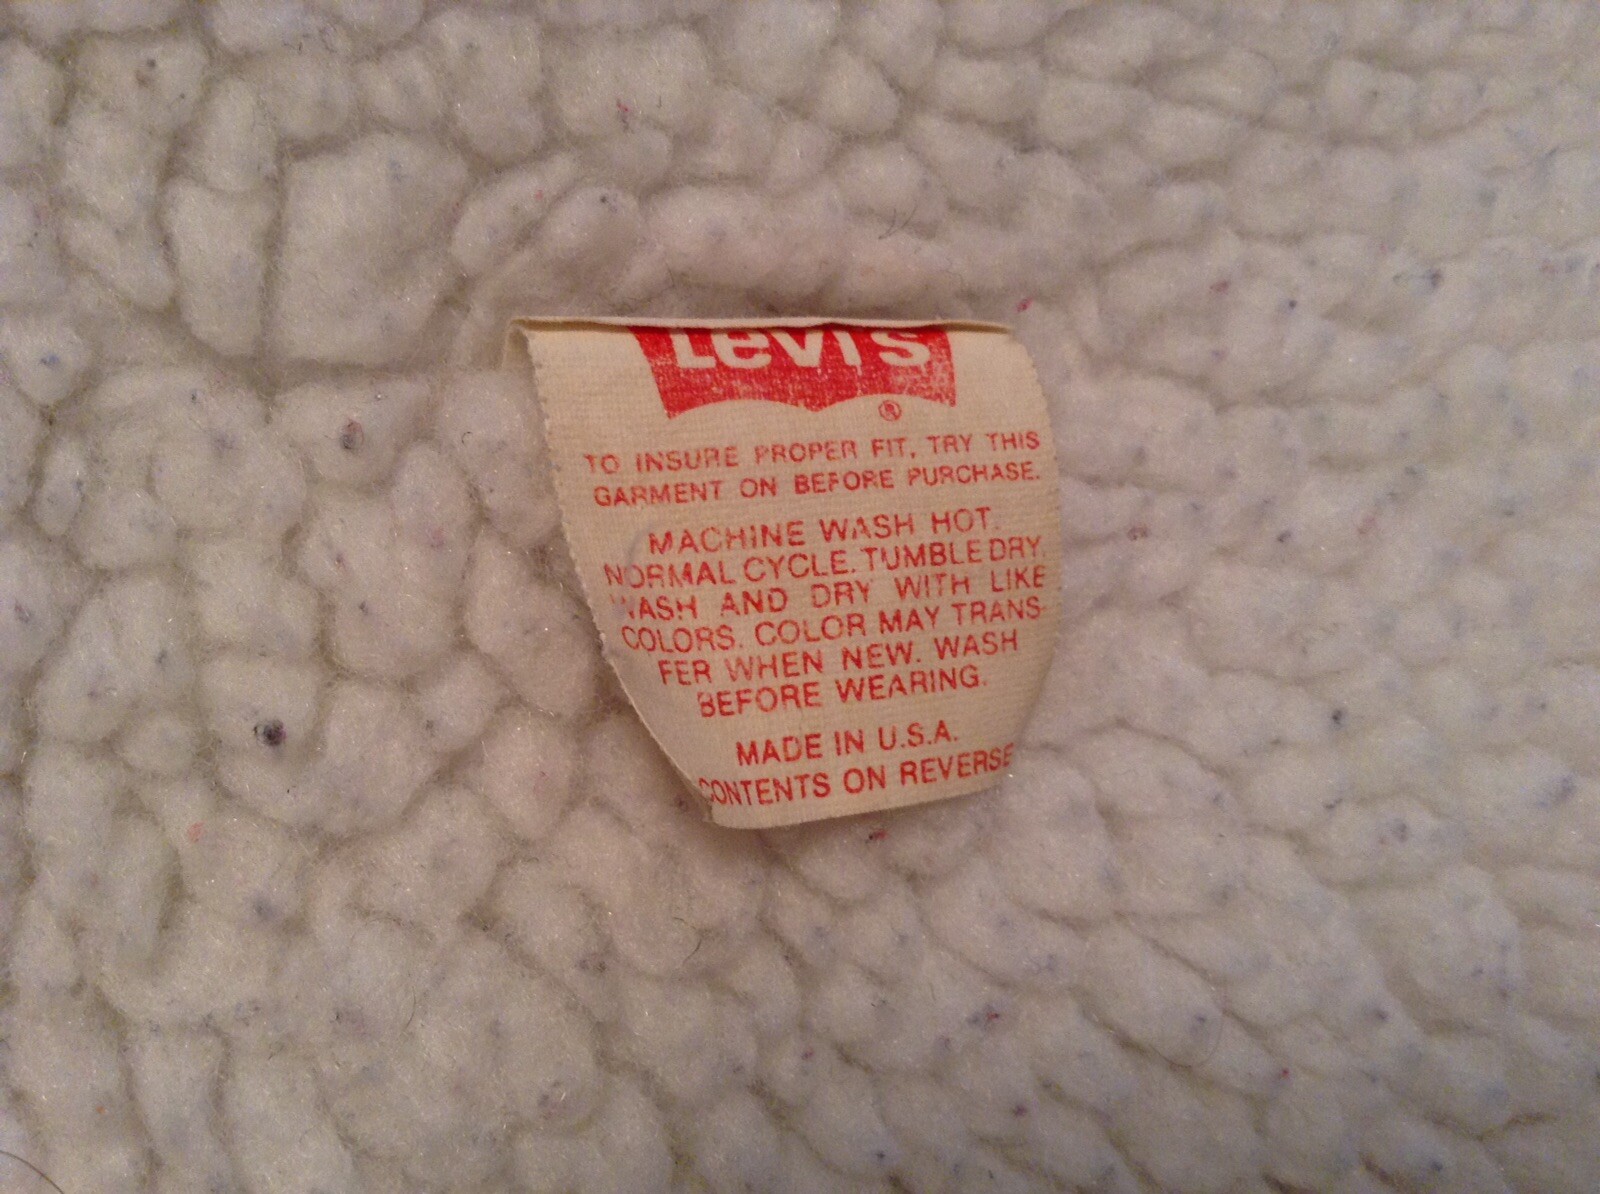 Levi's
®
TO INSURE PROPER FIT, TRY THIS
GARMENT ON BEFORE PURCHASE.
MACHINE WASH HOT.
NORMAL CYCLE. TUMBLE DRY.
WASH AND DRY WITH LIKE
COLORS. COLOR MAY TRANS-
FER WHEN NEW. WASH
BEFORE WEARING.
MADE IN U.S.A.
CONTENTS ON REVERSE